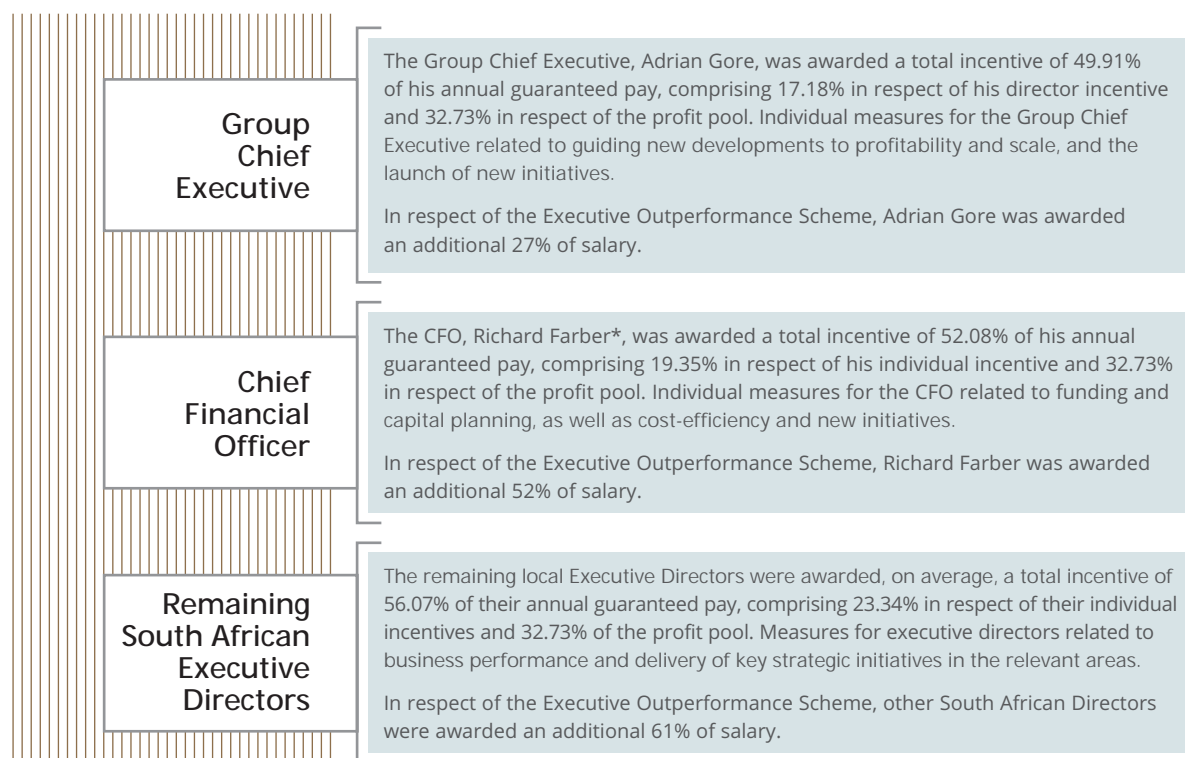 Group
Chief
Executive
The Group Chief Executive, Adrian Gore, was awarded a total incentive of 49.91%
of his annual guaranteed pay, comprising 17.18% in respect of his director incentive
and 32.73% in respect of the profit pool. Individual measures for the Group Chief
Executive related to guiding new developments to profitability and scale, and the
launch of new initiatives.
In respect of the Executive Outperformance Scheme, Adrian Gore was awarded
an additional 27% of salary.
Chief
Financial
Officer
The CFO, Richard Farber*, was awarded a total incentive of 52.08% of his annual
guaranteed pay, comprising 19.35% in respect of his individual incentive and 32.73%
in respect of the profit pool. Individual measures for the CFO related to funding and
capital planning, as well as cost-efficiency and new initiatives.
In respect of the Executive Outperformance Scheme, Richard Farber was awarded
an additional 52% of salary.
Remaining
South African
Executive
Directors
The remaining local Executive Directors were awarded, on average, a total incentive of
56.07% of their annual guaranteed pay, comprising 23.34% in respect of their individual
incentives and 32.73% of the profit pool. Measures for executive directors related to
business performance and delivery of key strategic initiatives in the relevant areas.
In respect of the Executive Outperformance Scheme, other South African Directors
were awarded an additional 61% of salary.